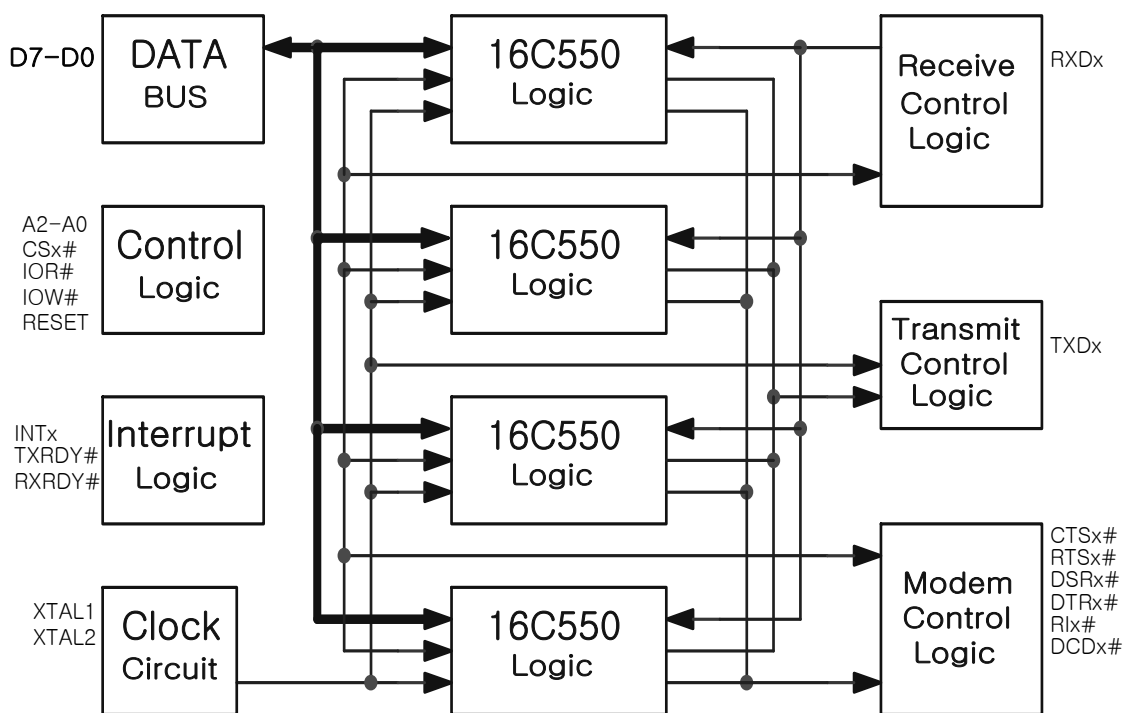 D7-D0
DATA
BUS
A2-A0
CSx#
IOR#
IOW#
RESET
Control
Logic
INTx
TXRDY#
RXRDY#
Interrupt
Logic
XTAL1
XTAL2
Clock
Circuit
16C550
Logic
16C550
Logic
16C550
Logic
16C550
Logic
Receive
Control
Logic
RXDx
Transmit
Control
Logic
TXDx
Modem
Control
Logic
CTSx#
RTSx#
DSRx#
DTRx#
RIx#
DCDx#